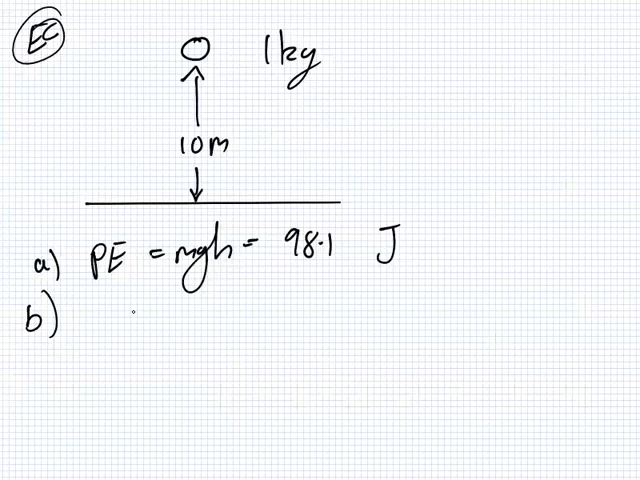 EC
1kg
10m
a) PE = mgh = 98.1 J
b)